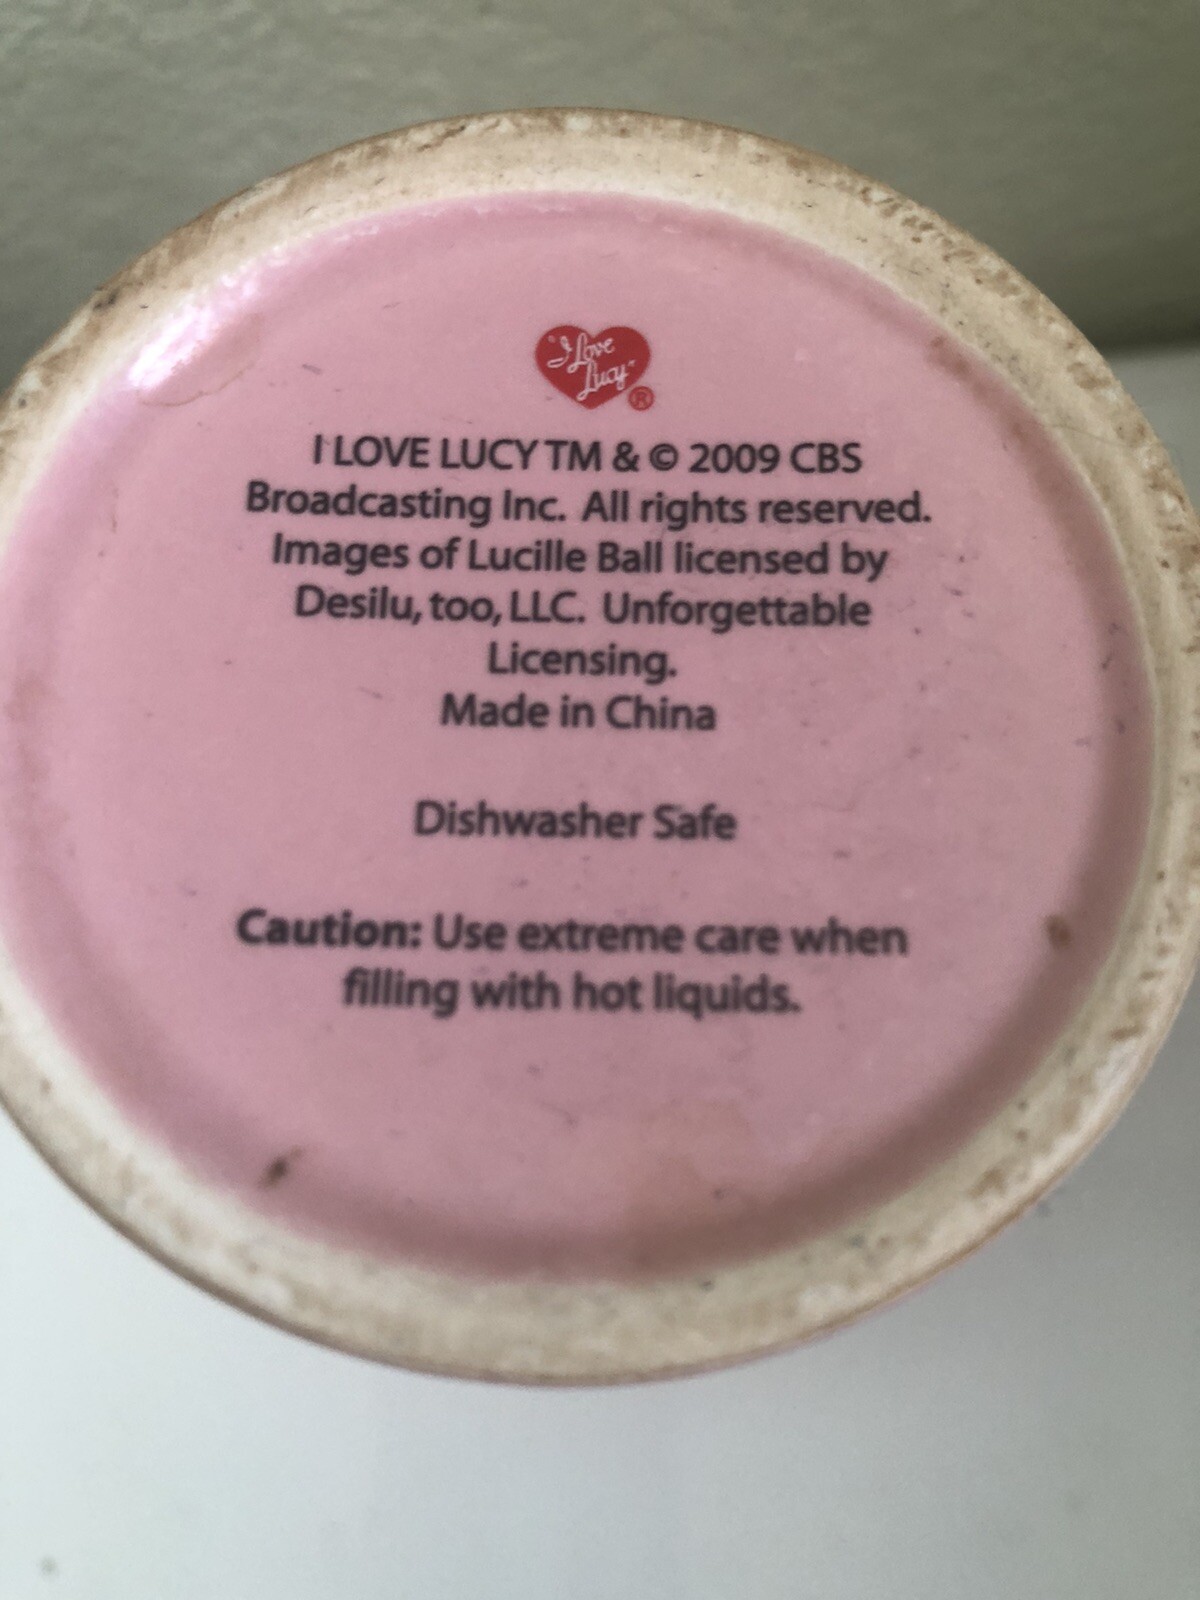 "I Love
Lucy" ®
I LOVE LUCY TM & © 2009 CBS
Broadcasting Inc. All rights reserved.
Images of Lucille Ball licensed by
Desilu, too, LLC. Unforgettable
Licensing.
Made in China
Dishwasher Safe
Caution: Use extreme care when
filling with hot liquids.